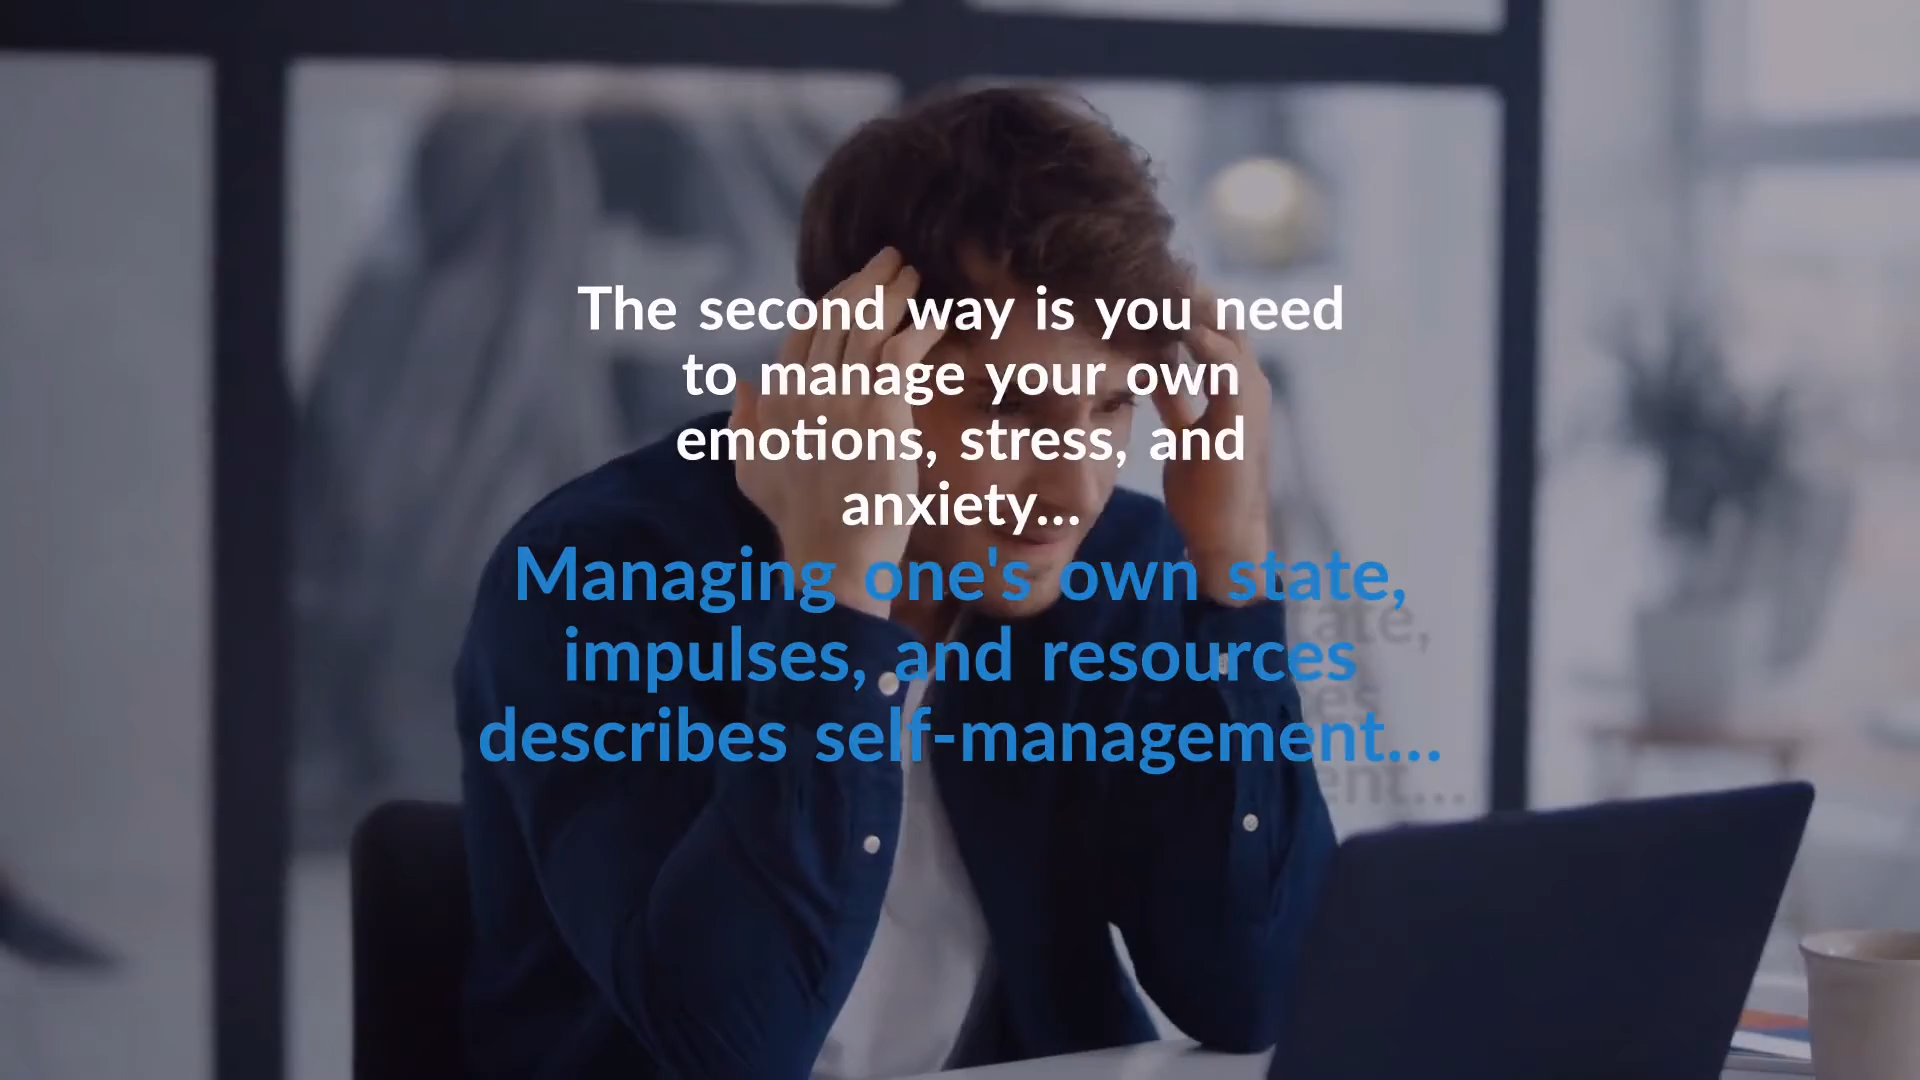 The second way is you need
to manage your own
emotions, stress, and
anxiety...
Managing one's own state,
impulses, and resources
describes self-management...